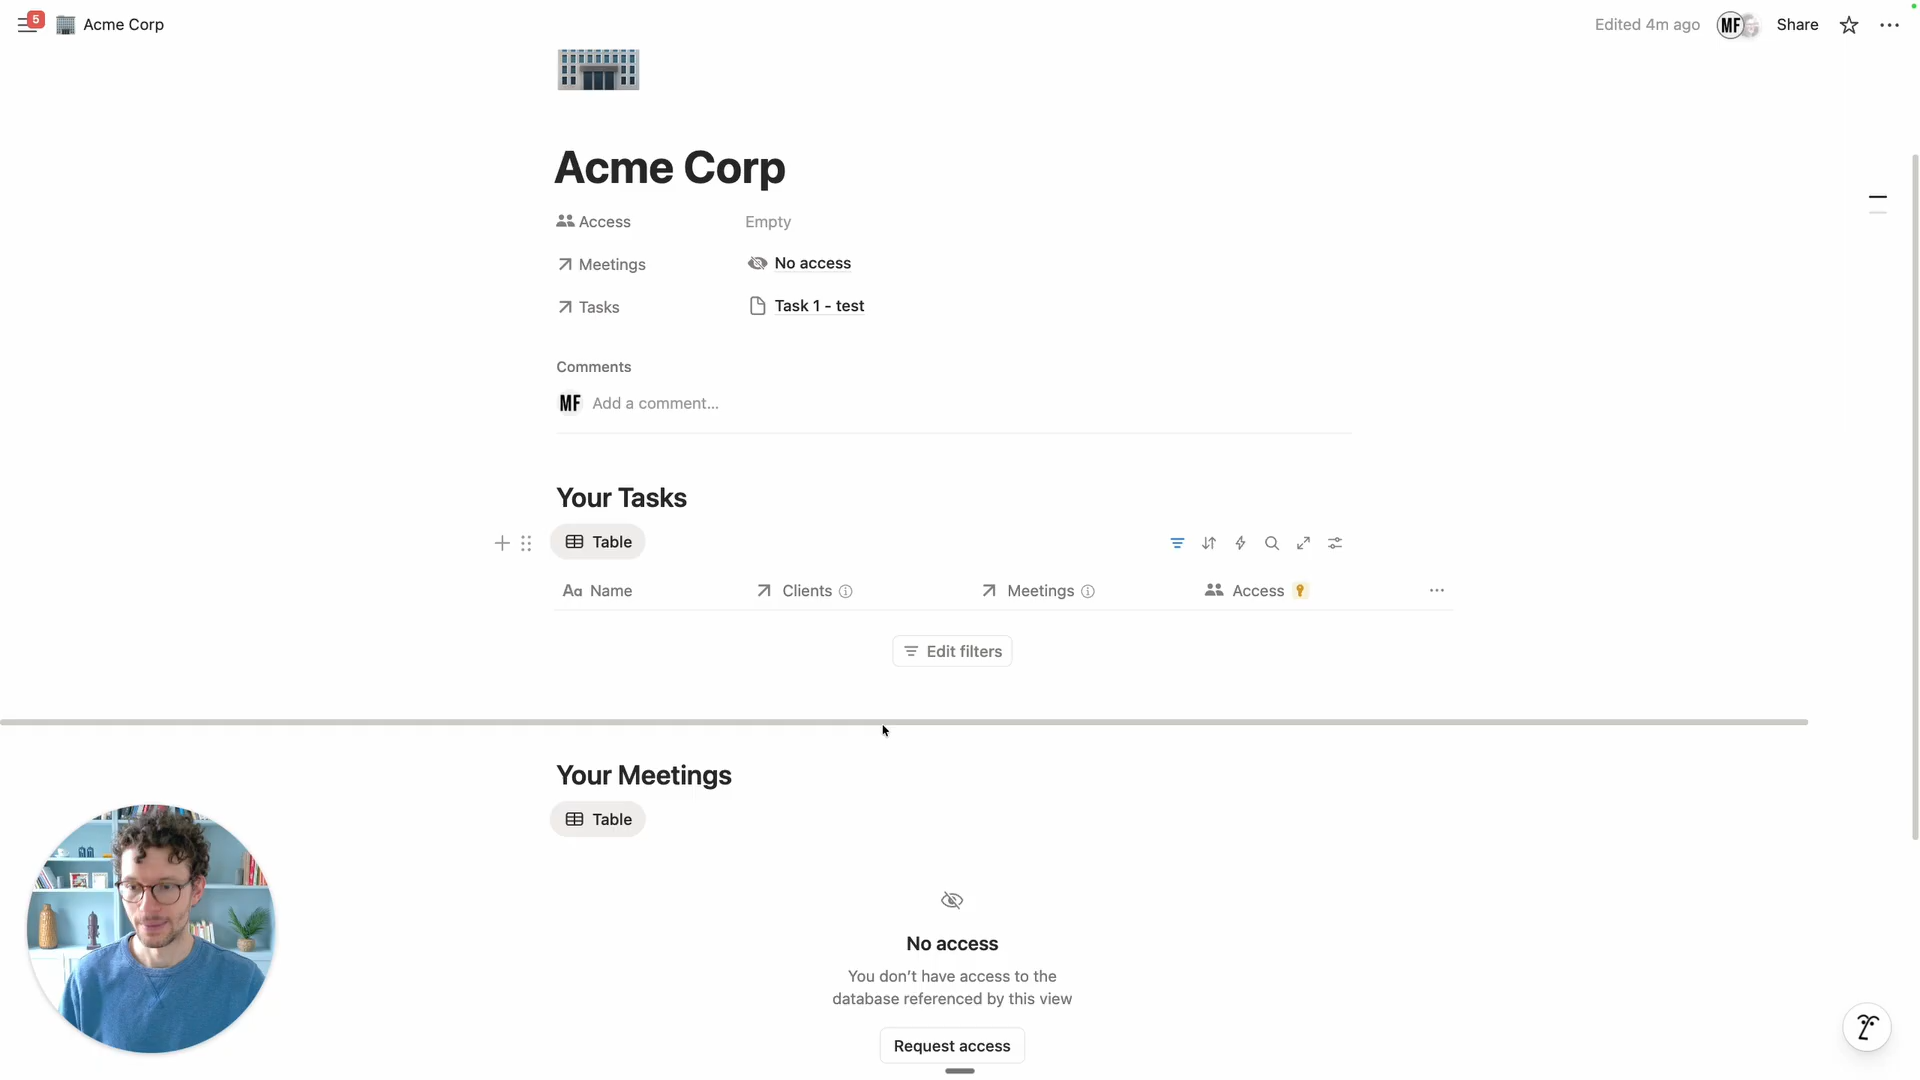 5
Acme Corp
Edited 4m ago
MF
Share
Acme Corp
Access
Empty
Meetings
No access
Tasks
Task 1 - test
Comments
MF
Add a comment...
Your Tasks
Table
Aa Name
Clients
Meetings
Access
Edit filters
Your Meetings
Table
No access
You don't have access to the
database referenced by this view
Request access